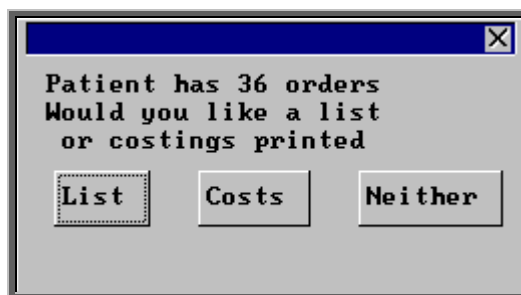 Patient has 36 orders
Would you like a list
or costings printed
List Costs Neither